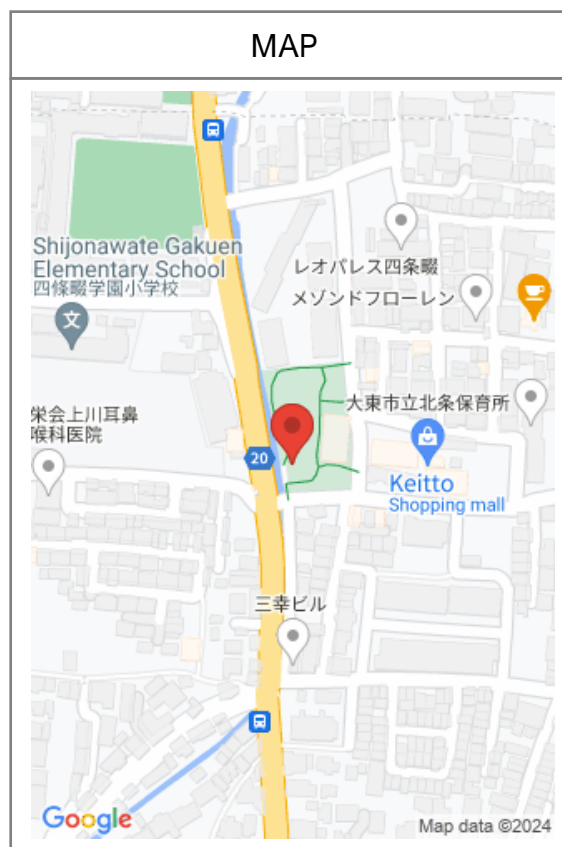 MAP
Shijonawate Gakuen
Elementary School
四條畷学園小学校
文
レオパレス四条畷
メゾンドフローレン
大東市立北条保育所
栄会上川耳鼻
喉科医院
20
Keitto
Shopping mall
三幸ビル
Google
Map data ©2024